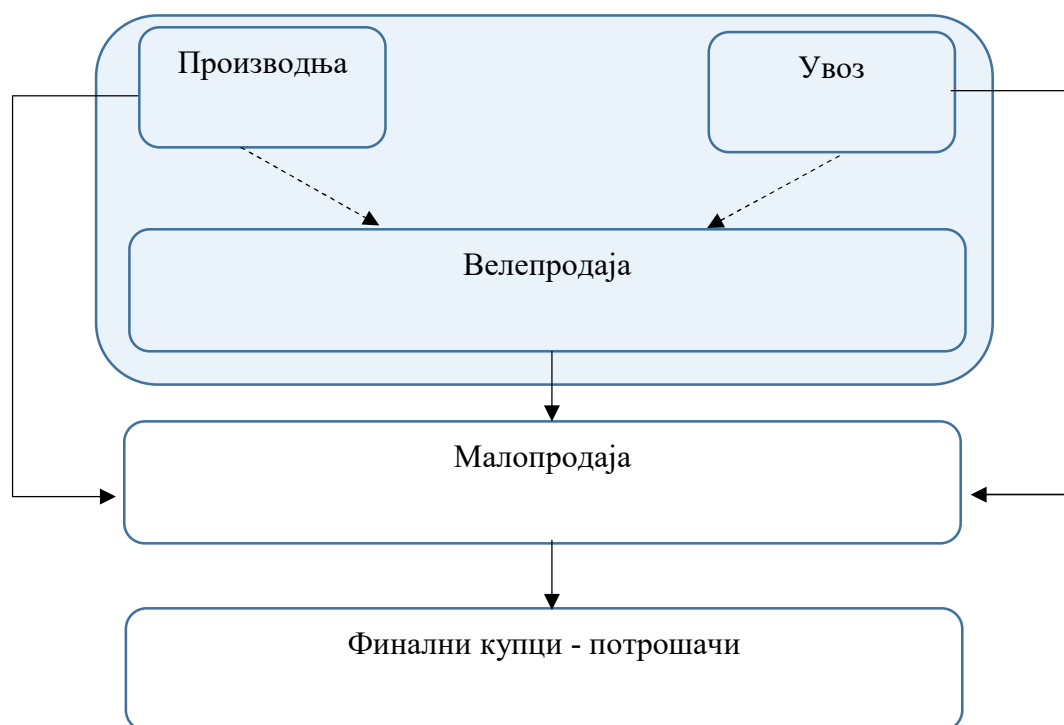 Производња
Увоз
Велепродаја
Малопродаја
Финални купци - потрошачи